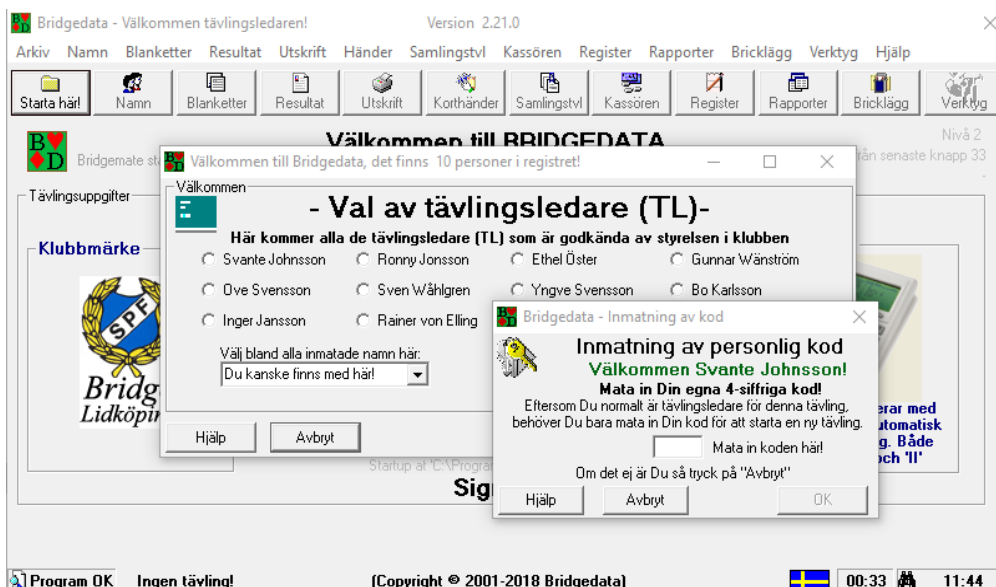 Bridgedata - Välkommen tävlingsledaren! Version 2.21.0
Arkiv Namn Blanketter Resultat Utskrift Händer Samlingstvl Kassören Register Rapporter Bricklägg Verktyg Hjälp
Starta här! Namn Blanketter Resultat Utskrift Korthänder Samlingstvl Kassören Register Rapporter Bricklägg Verktyg
Välkommen till BRIDGEDATA
Nivå 2
Bridgemate
från senaste knapp 33
Tävlingsuppgifter
Klubbmärke
SPF
Lidköpin
Välkommen till Bridgedata, det finns 10 personer i registret!
Välkommen
- Val av tävlingsledare (TL)-
Här kommer alla de tävlingsledare (TL) som är godkända av styrelsen i klubben
Svante Johnsson Ronny Jonsson Ethel Öster Gunnar Wänström
Ove Svensson Sven Wåhlgren Yngve Svensson Bo Karlsson
Inger Jansson Rainer von Elling
Välj bland alla inmatade namn här:
Du kanske finns med här!
Hjälp Avbryt
Bridgedata - Inmatning av kod
Inmatning av personlig kod
Välkommen Svante Johnsson!
Mata in Din egna 4-siffriga kod!
Eftersom Du normalt är tävlingsledare för denna tävling,
behöver Du bara mata in Din kod för att starta en ny tävling.
Mata in koden här!
Om det ej är Du så tryck på "Avbryt"
Hjälp Avbryt OK
med
g. Både
och 'II'
Startup at 'C:\Progra
Sig
Program OK Ingen tävling! (Copyright © 2001-2018 Bridgedata) 00:33 11:44